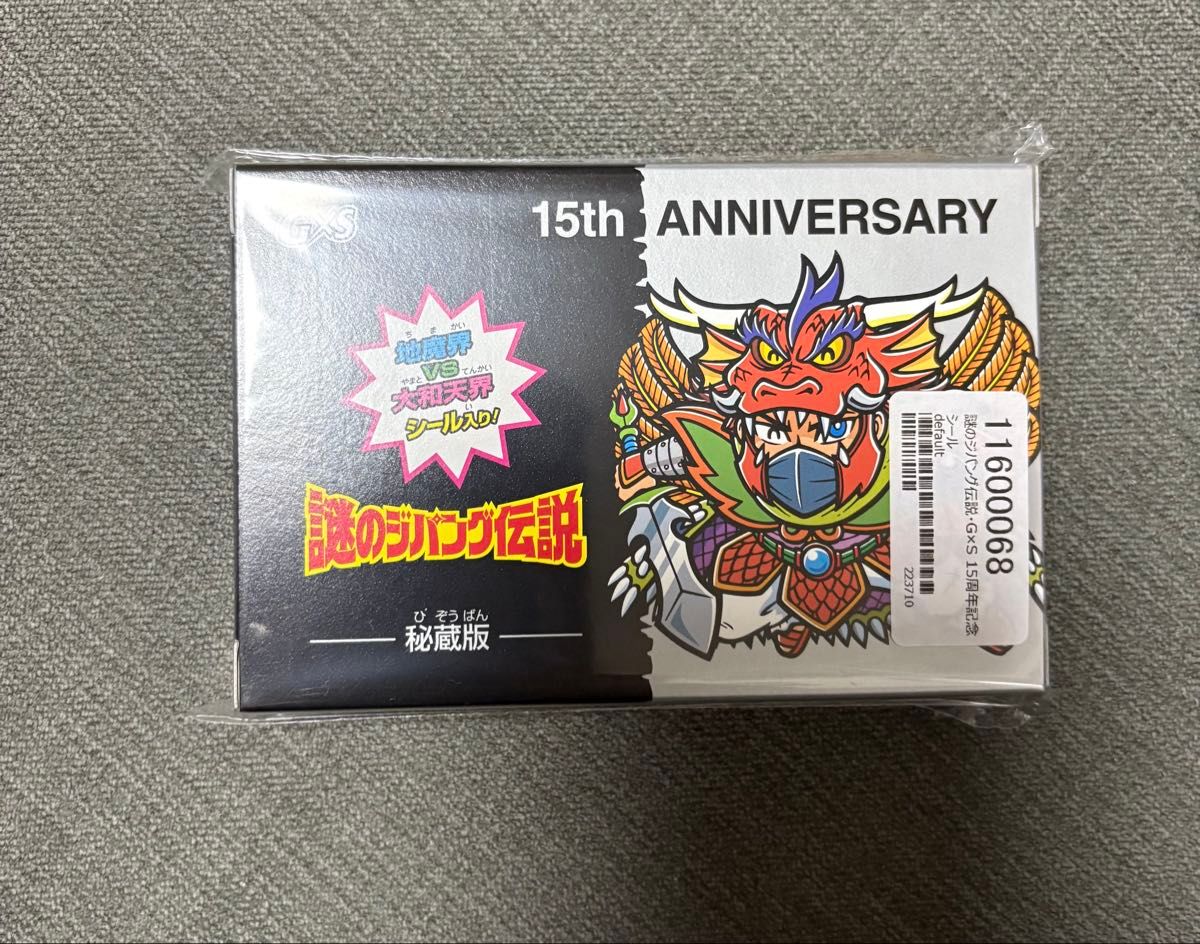 G×S
15th ANNIVERSARY
ちまかい
地魔界
VS
やまと てんかい
大和天界
い
シール入り!
謎のジパング伝説
ひぞうばん
秘蔵版
11600068
謎のジパング伝説・G×S 15周年記念
シール
default
223710